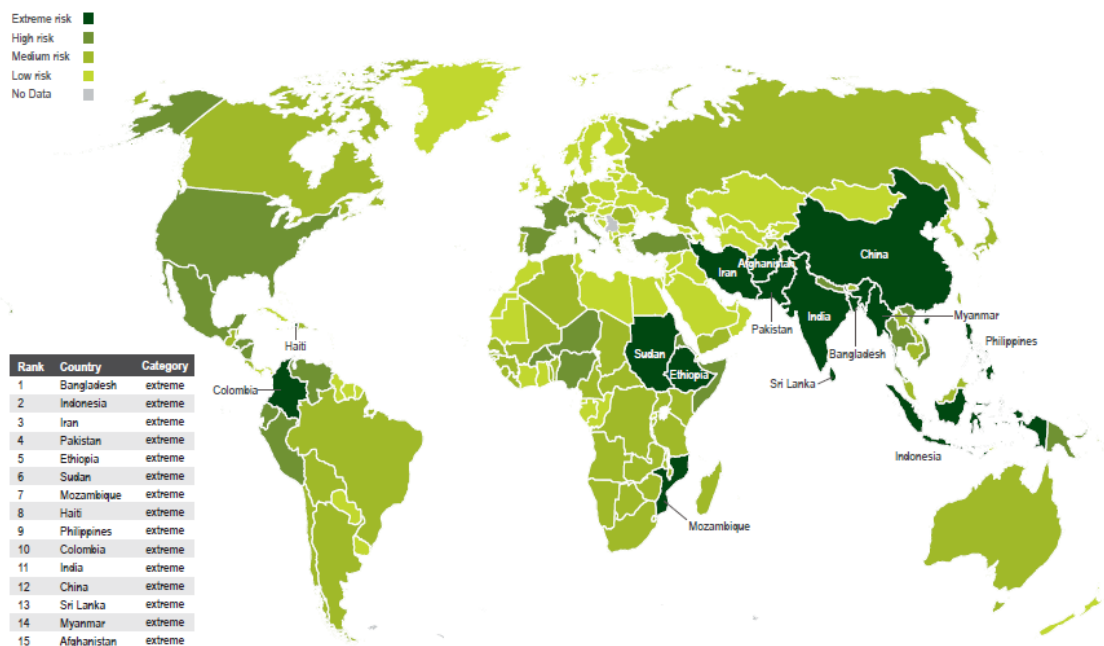 Extreme risk
High risk
Medium risk
Low risk
No Data
China
Afghanistan
Iran
India
Pakistan
Myanmar
Philippines
Bangladesh
Sri Lanka
Sudan
Ethiopia
Haiti
Colombia
Indonesia
Mozambique
Rank Country Category
1 Bangladesh extreme
2 Indonesia extreme
3 Iran extreme
4 Pakistan extreme
5 Ethiopia extreme
6 Sudan extreme
7 Mozambique extreme
8 Haiti extreme
9 Philippines extreme
10 Colombia extreme
11 India extreme
12 China extreme
13 Sri Lanka extreme
14 Myanmar extreme
15 Afghanistan extreme